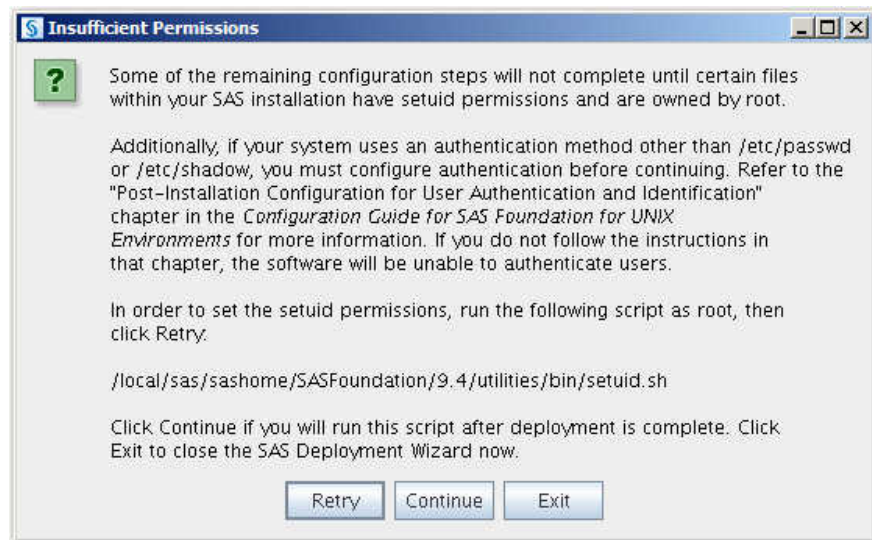 Insufficient Permissions
Some of the remaining configuration steps will not complete until certain files
within your SAS installation have setuid permissions and are owned by root.
Additionally, if your system uses an authentication method other than /etc/passwd
or /etc/shadow, you must configure authentication before continuing. Refer to the
"Post-Installation Configuration for User Authentication and Identification"
chapter in the Configuration Guide for SAS Foundation for UNIX
Environments for more information. If you do not follow the instructions in
that chapter, the software will be unable to authenticate users.
In order to set the setuid permissions, run the following script as root, then
click Retry:
/local/sas/sashome/SASFoundation/9.4/utilities/bin/setuid.sh
Click Continue if you will run this script after deployment is complete. Click
Exit to close the SAS Deployment Wizard now.
Retry Continue Exit